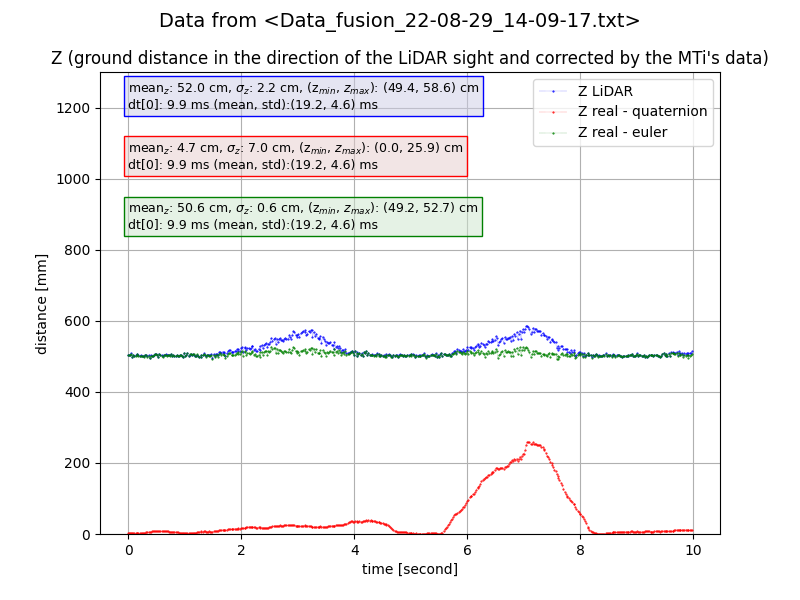 Data from <Data_fusion_22-08-29_14-09-17.txt>
Z (ground distance in the direction of the LiDAR sight and corrected by the MTi's data)
mean_z: 52.0 cm, σ_z: 2.2 cm, (z_min, z_max): (49.4, 58.6) cm
dt[0]: 9.9 ms (mean, std):(19.2, 4.6) ms
mean_z: 4.7 cm, σ_z: 7.0 cm, (z_min, z_max): (0.0, 25.9) cm
dt[0]: 9.9 ms (mean, std):(19.2, 4.6) ms
mean_z: 50.6 cm, σ_z: 0.6 cm, (z_min, z_max): (49.2, 52.7) cm
dt[0]: 9.9 ms (mean, std):(19.2, 4.6) ms
Z LiDAR
Z real - quaternion
Z real - euler
distance [mm]
1200
1000
800
600
400
200
0
0 2 4 6 8 10
time [second]